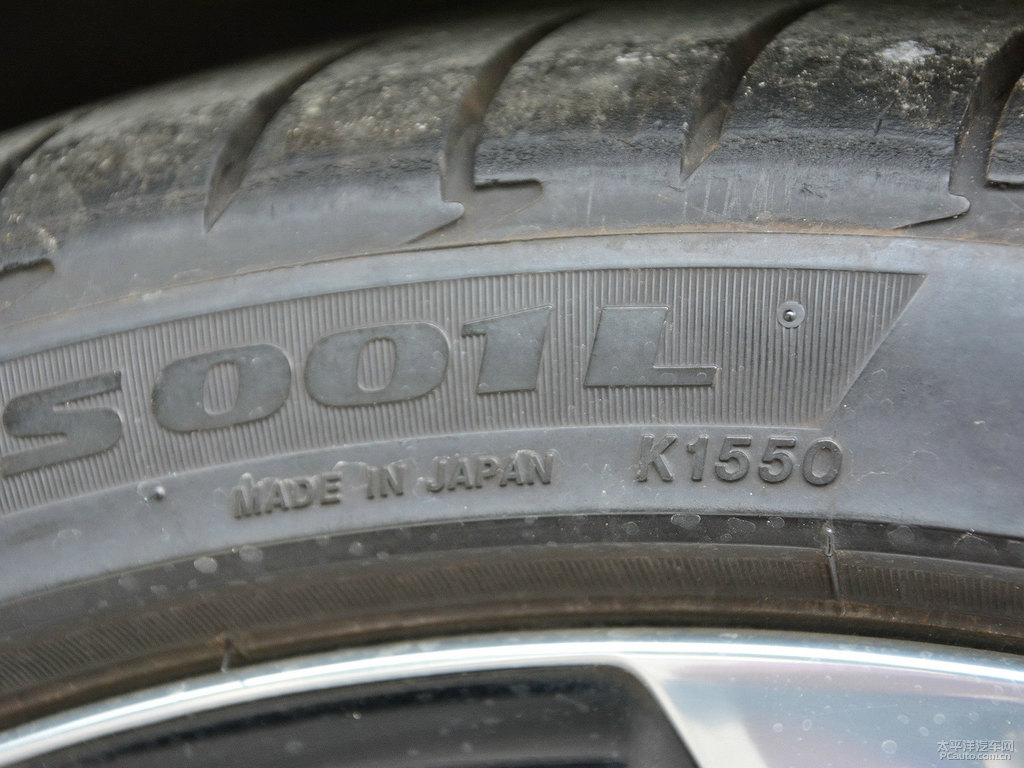 S001L
MADE IN JAPAN K1550
太平洋汽车网
PCauto.com.cn